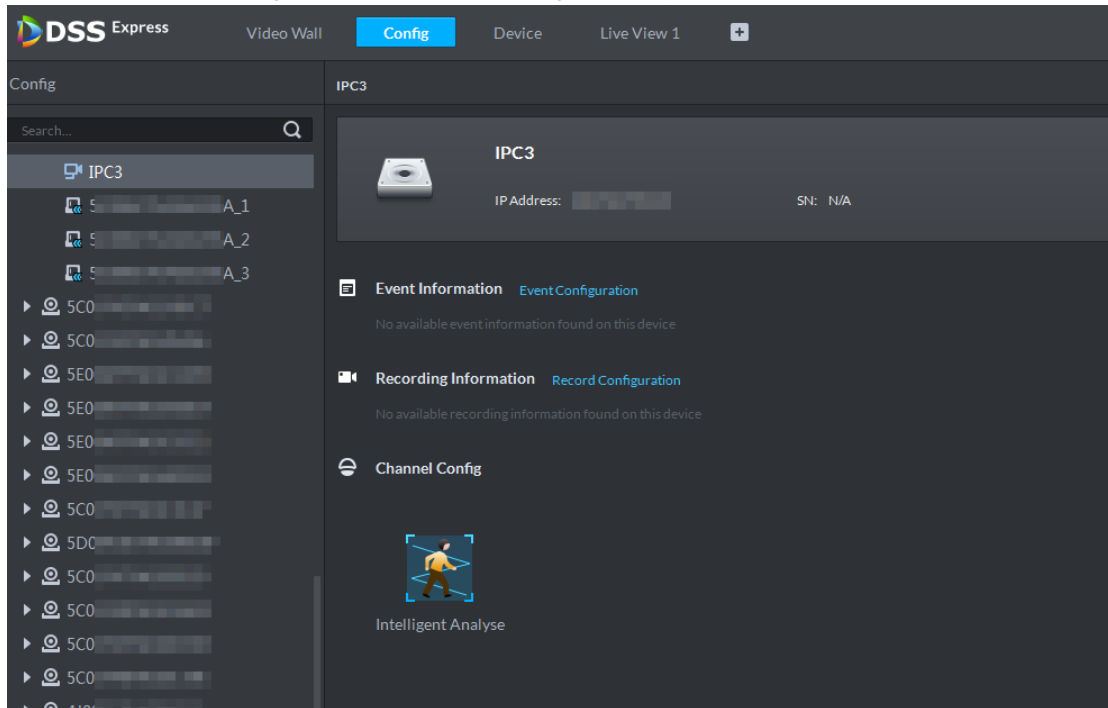 DSS Express Video Wall Config Device Live View 1
Config
IPC3
Search...
IPC3
IPC3
IP Address: SN: N/A
5 A_1
5 A_2
5 A_3
Event Information Event Configuration
5C0
No available event information found on this device
5C0
5E0
Recording Information Record Configuration
5E0
No available recording information found on this device
5E0
5E0
Channel Config
5C0
5D0
5C0
5C0
Intelligent Analyse
5C0
5C0